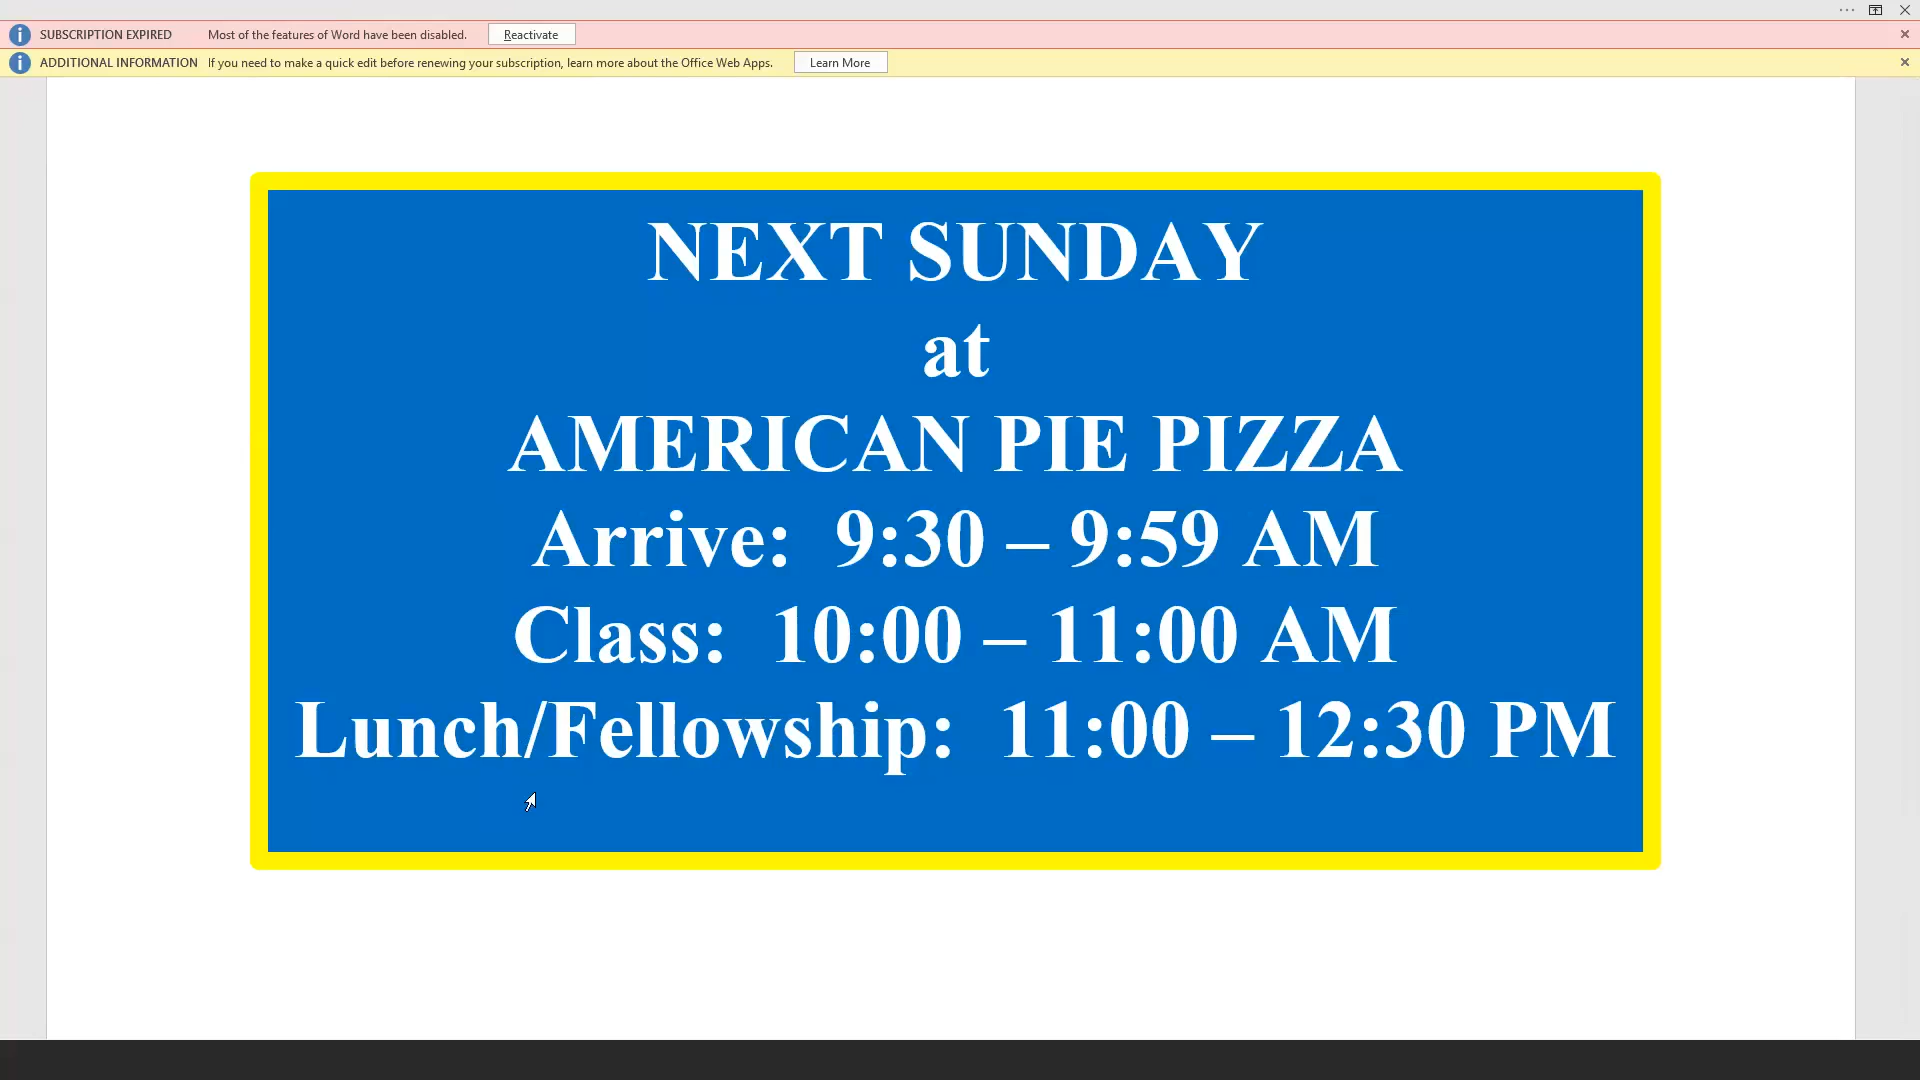 SUBSCRIPTION EXPIRED Most of the features of Word have been disabled. Reactivate
ADDITIONAL INFORMATION If you need to make a quick edit before renewing your subscription, learn more about the Office Web Apps. Learn More
NEXT SUNDAY
at
AMERICAN PIE PIZZA
Arrive: 9:30 – 9:59 AM
Class: 10:00 – 11:00 AM
Lunch/Fellowship: 11:00 – 12:30 PM